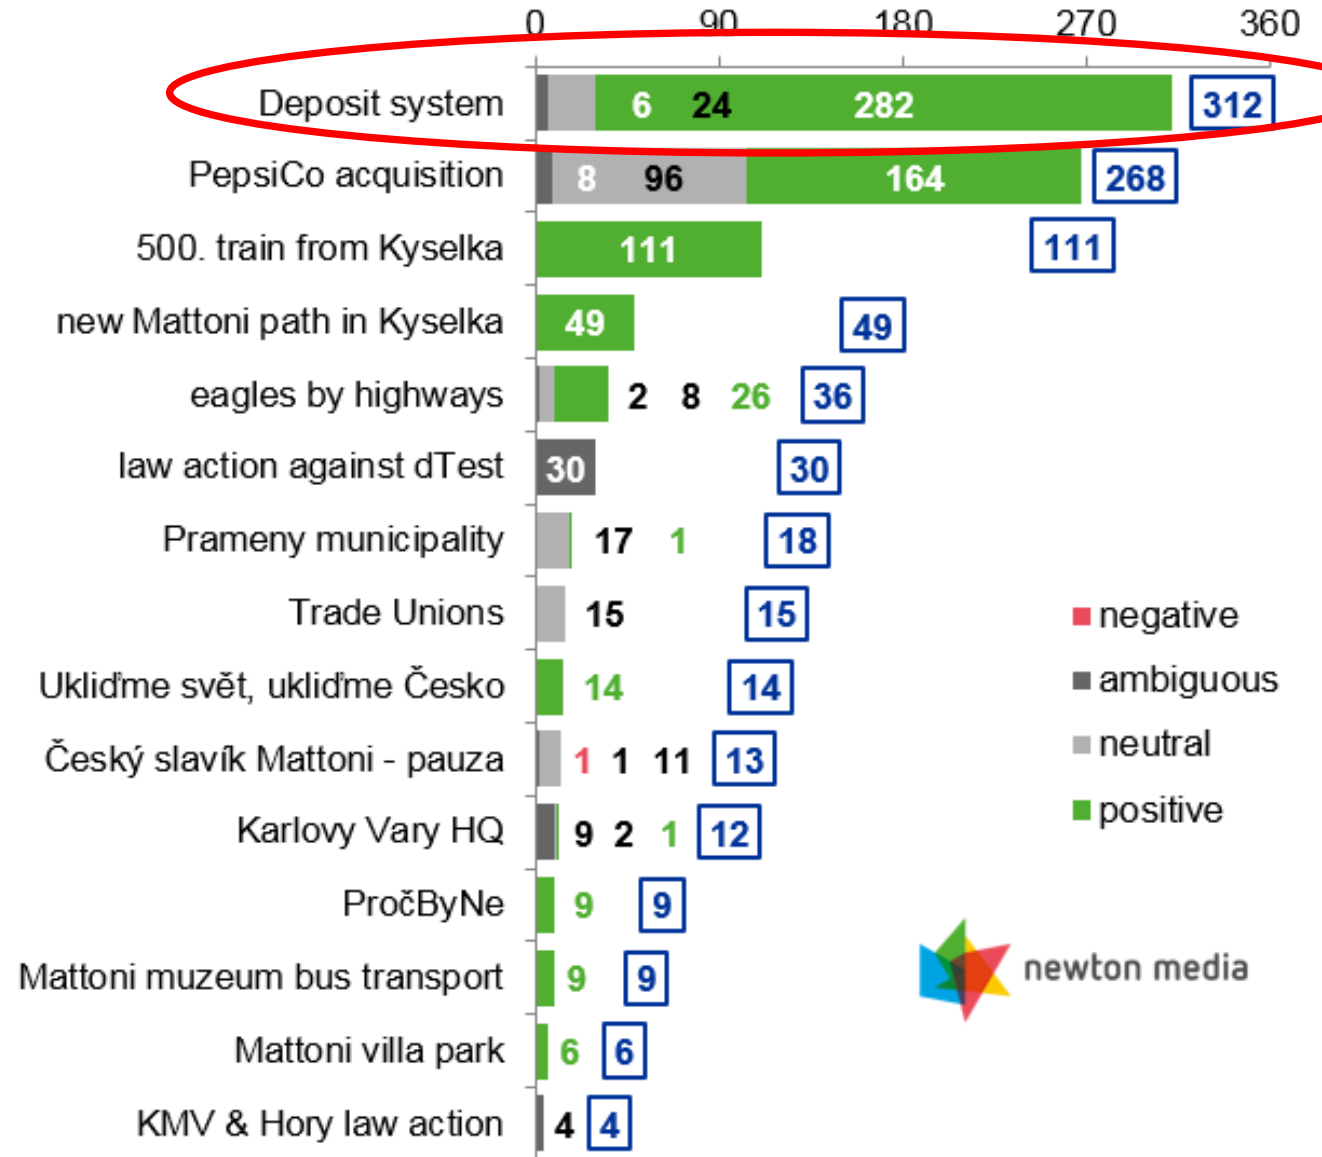 0 90 180 270 360
Deposit system 6 24 282 312
PepsiCo acquisition 8 96 164 268
500. train from Kyselka 111 111
new Mattoni path in Kyselka 49 49
eagles by highways 2 8 26 36
law action against dTest 30 30
Prameny municipality 17 1 18
Trade Unions 15 15
negative
Ukliďme svět, ukliďme Česko 14 14
ambiguous
Český slavík Mattoni - pauza 1 1 11 13
neutral
Karlovy Vary HQ 9 2 1 12
positive
PročByNe 9 9
Mattoni muzeum bus transport 9 9
newton media
Mattoni villa park 6 6
KMV & Hory law action 4 4